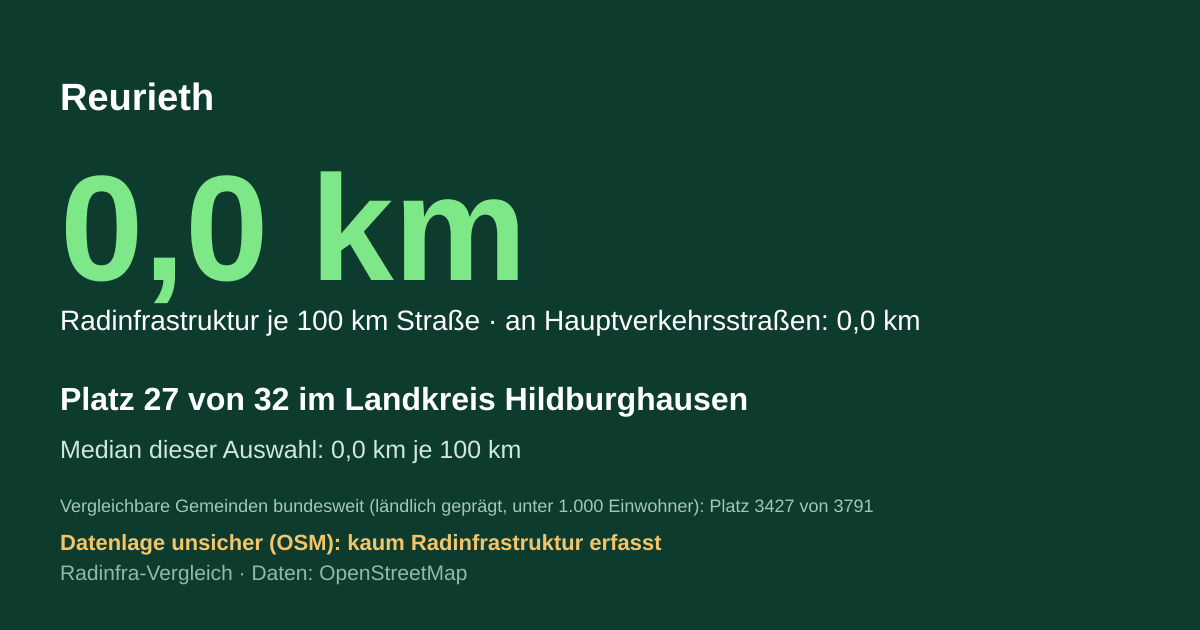 Reurieth
0,0 km
Radinfrastruktur je 100 km Straße · an Hauptverkehrsstraßen: 0,0 km
Platz 27 von 32 im Landkreis Hildburghausen
Median dieser Auswahl: 0,0 km je 100 km
Vergleichbare Gemeinden bundesweit (ländlich geprägt, unter 1.000 Einwohner): Platz 3427 von 3791
Datenlage unsicher (OSM): kaum Radinfrastruktur erfasst
Radinfra-Vergleich · Daten: OpenStreetMap